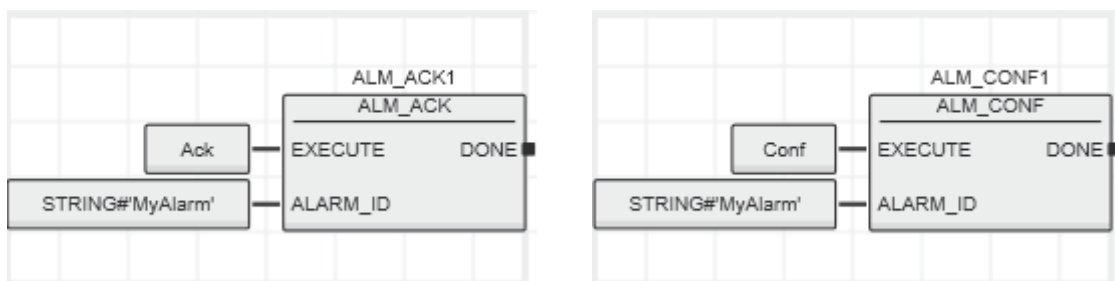 ALM_ACK1
ALM_ACK
Ack
EXECUTE
DONE
STRING#'MyAlarm'
ALARM_ID
ALM_CONF1
ALM_CONF
Conf
EXECUTE
DONE
STRING#'MyAlarm'
ALARM_ID